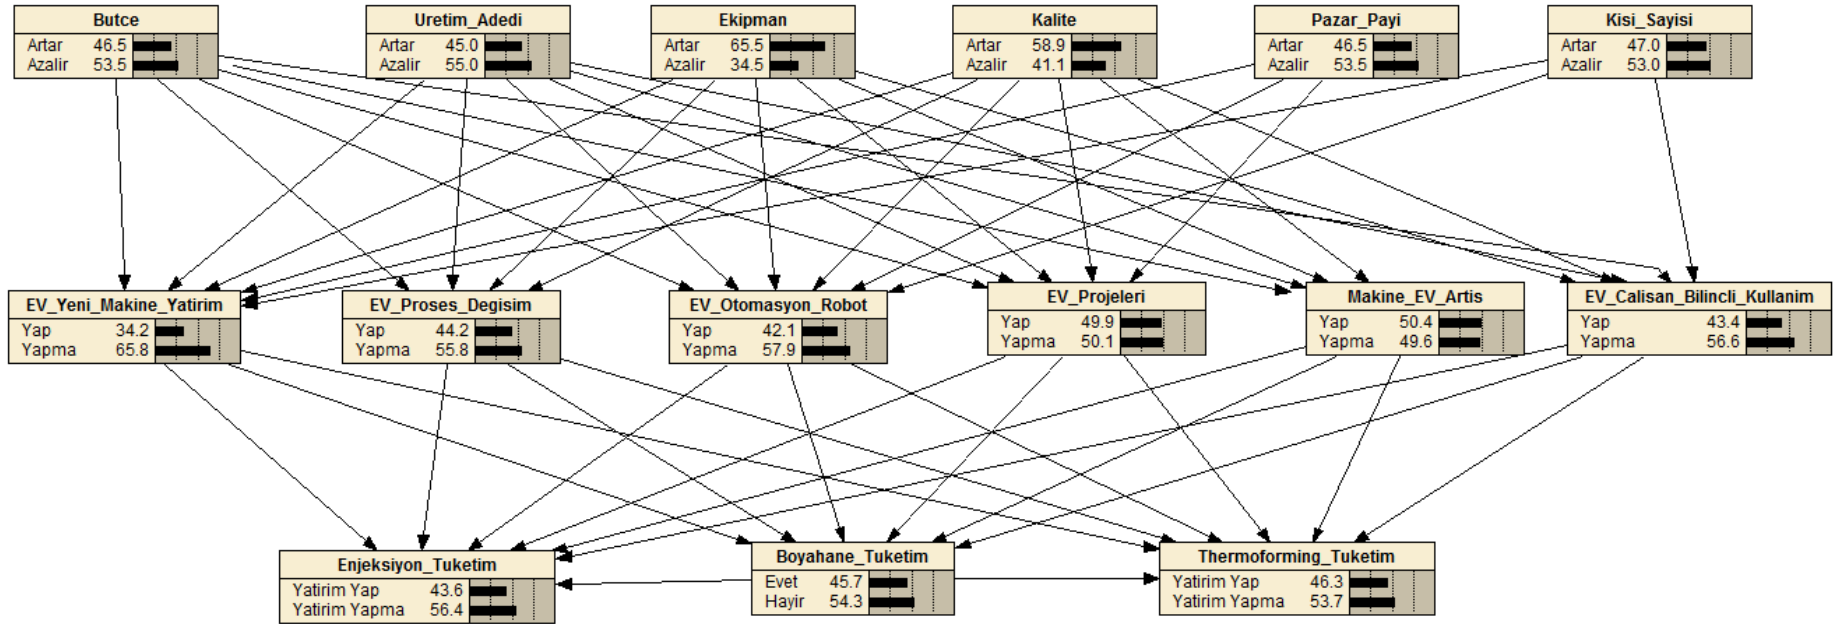 Butce
Artar 46.5
Azalir 53.5
Uretim_Adedi
Artar 45.0
Azalir 55.0
Ekipman
Artar 65.5
Azalir 34.5
Kalite
Artar 58.9
Azalir 41.1
Pazar_Payi
Artar 46.5
Azalir 53.5
Kisi_Sayisi
Artar 47.0
Azalir 53.0
EV_Yeni_Makine_Yatirim
Yap 34.2
Yapma 65.8
EV_Proses_Degisim
Yap 44.2
Yapma 55.8
EV_Otomasyon_Robot
Yap 42.1
Yapma 57.9
EV_Projeleri
Yap 49.9
Yapma 50.1
Makine_EV_Artis
Yap 50.4
Yapma 49.6
EV_Calisan_Bilincli_Kullanim
Yap 43.4
Yapma 56.6
Enjeksiyon_Tuketim
Yatirim Yap 43.6
Yatirim Yapma 56.4
Boyahane_Tuketim
Evet 45.7
Hayir 54.3
Thermoforming_Tuketim
Yatirim Yap 46.3
Yatirim Yapma 53.7